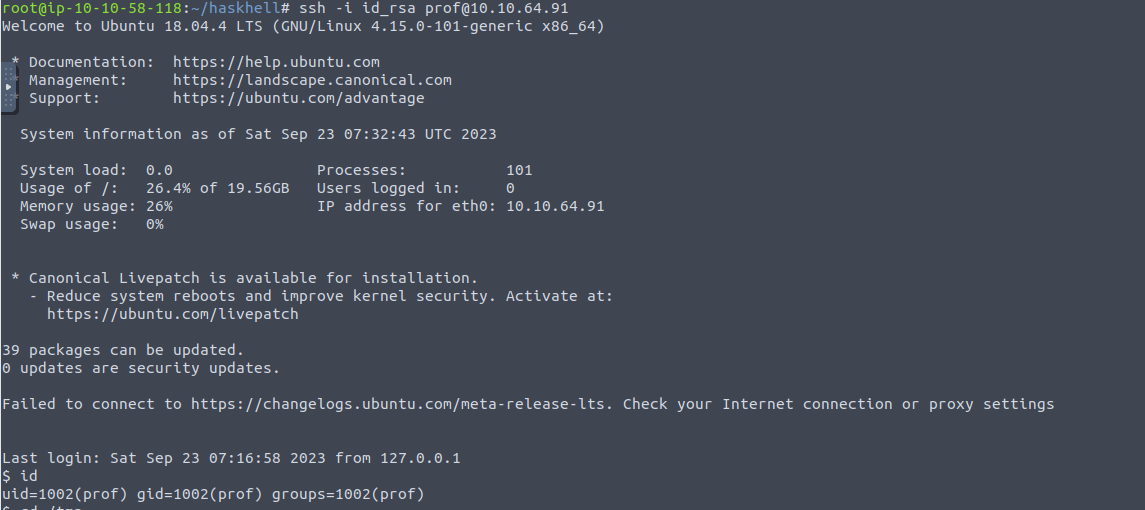 root@ip-10-10-58-118:~/haskhell# ssh -i id_rsa prof@10.10.64.91
Welcome to Ubuntu 18.04.4 LTS (GNU/Linux 4.15.0-101-generic x86_64)
* Documentation:  https://help.ubuntu.com
* Management:     https://landscape.canonical.com
* Support:        https://ubuntu.com/advantage
System information as of Sat Sep 23 07:32:43 UTC 2023
System load:  0.0                Processes:           101
Usage of /:   26.4% of 19.56GB   Users logged in:     0
Memory usage: 26%                IP address for eth0: 10.10.64.91
Swap usage:   0%
* Canonical Livepatch is available for installation.
- Reduce system reboots and improve kernel security. Activate at:
https://ubuntu.com/livepatch
39 packages can be updated.
0 updates are security updates.
Failed to connect to https://changelogs.ubuntu.com/meta-release-lts. Check your Internet connection or proxy settings
Last login: Sat Sep 23 07:16:58 2023 from 127.0.0.1
$ id
uid=1002(prof) gid=1002(prof) groups=1002(prof)